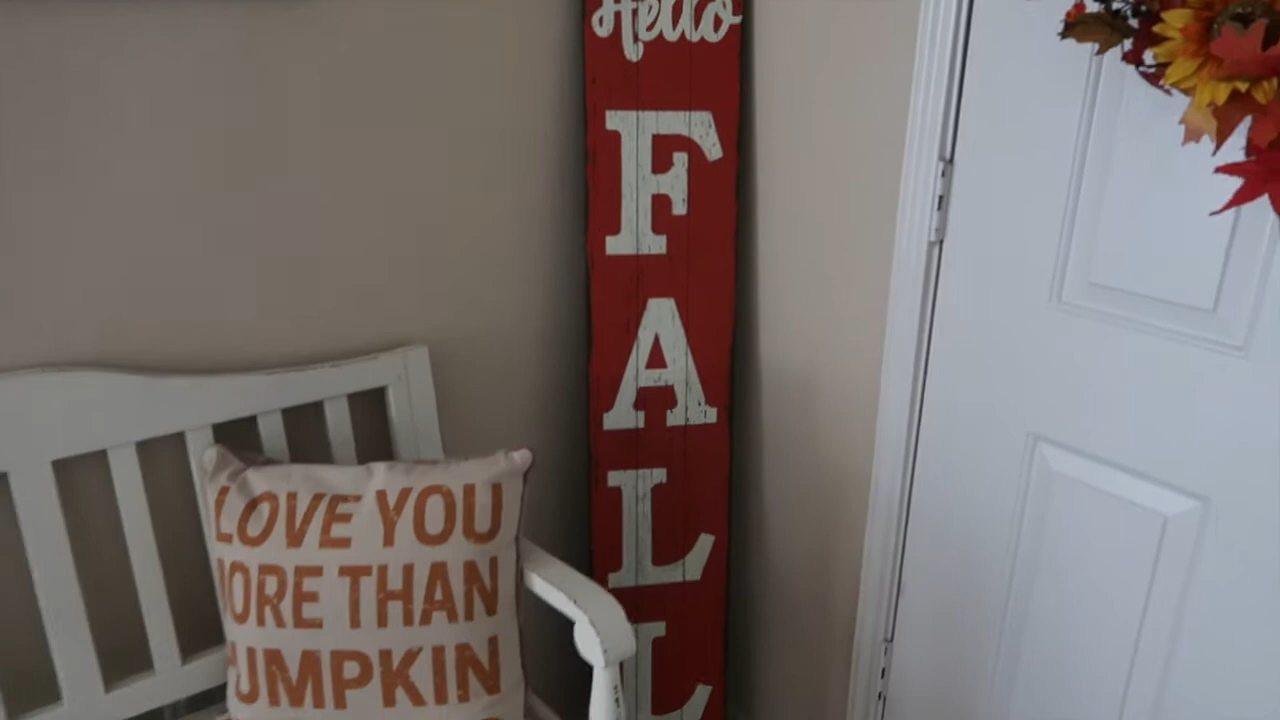 Hello
F
A
L
L
LOVE YOU
MORE THAN
PUMPKIN